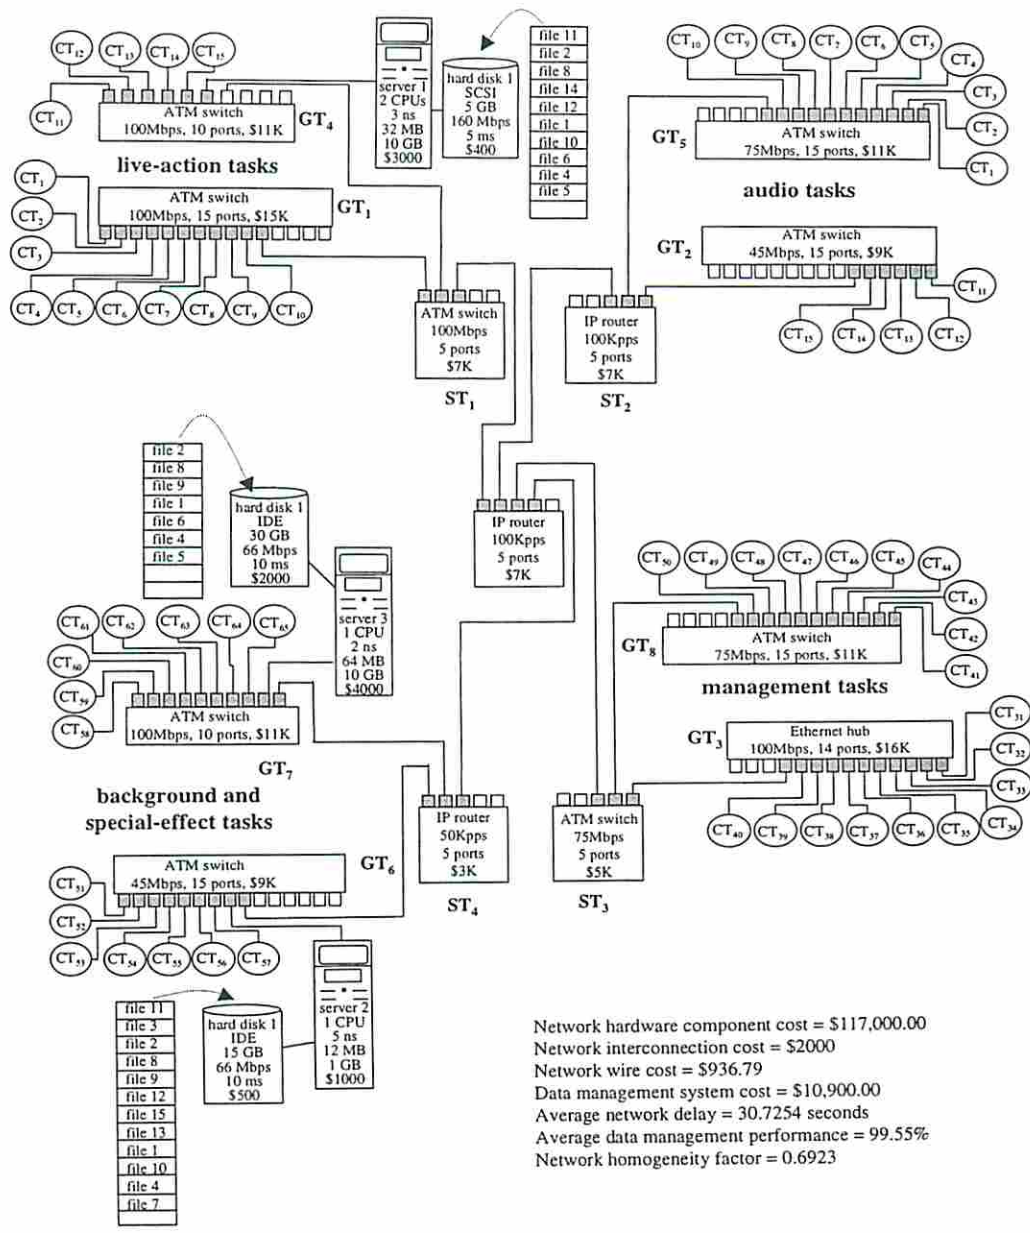 CT12
CT13
CT14
CT15
CT11
ATM switch
100Mbps, 10 ports, $11K
GT4
live-action tasks
server 1
2 CPUs
3 ns
32 MB
10 GB
$3000
hard disk 1
SCSI
5 GB
160 Mbps
5 ms
$400
file 11
file 2
file 8
file 14
file 12
file 1
file 10
file 6
file 4
file 5
CT10
CT9
CT8
CT7
CT6
CT5
CT4
CT3
CT2
CT1
GT5
ATM switch
75Mbps, 15 ports, $11K
audio tasks
CT1
CT2
CT3
ATM switch
100Mbps, 15 ports, $15K
GT1
CT4
CT5
CT6
CT7
CT8
CT9
CT10
GT2
ATM switch
45Mbps, 15 ports, $9K
CT11
CT15
CT14
CT13
CT12
ATM switch
100Mbps
5 ports
$7K
ST1
IP router
100Kpps
5 ports
$7K
ST2
file 2
file 8
file 9
file 1
file 6
file 4
file 5
hard disk 1
IDE
30 GB
66 Mbps
10 ms
$2000
IP router
100Kpps
5 ports
$7K
server 3
1 CPU
2 ns
64 MB
10 GB
$4000
CT61
CT62
CT63
CT64
CT65
CT60
CT59
CT58
ATM switch
100Mbps, 10 ports, $11K
GT7
CT50
CT49
CT48
CT47
CT46
CT45
CT44
CT43
CT42
CT41
GT8
ATM switch
75Mbps, 15 ports, $11K
management tasks
GT3
Ethernet hub
100Mbps, 14 ports, $16K
CT31
CT32
CT33
CT34
CT40
CT39
CT38
CT37
CT36
CT35
background and
special-effect tasks
IP router
50Kpps
5 ports
$3K
ST4
ATM switch
75Mbps
5 ports
$5K
ST3
ATM switch
45Mbps, 15 ports, $9K
GT6
CT51
CT52
CT53
CT54
CT55
CT56
CT57
server 2
1 CPU
5 ns
12 MB
1 GB
$1000
hard disk 1
IDE
15 GB
66 Mbps
10 ms
$500
file 11
file 3
file 2
file 8
file 9
file 12
file 15
file 13
file 1
file 10
file 4
file 7
Network hardware component cost = $117,000.00
Network interconnection cost = $2000
Network wire cost = $936.79
Data management system cost = $10,900.00
Average network delay = 30.7254 seconds
Average data management performance = 99.55%
Network homogeneity factor = 0.6923